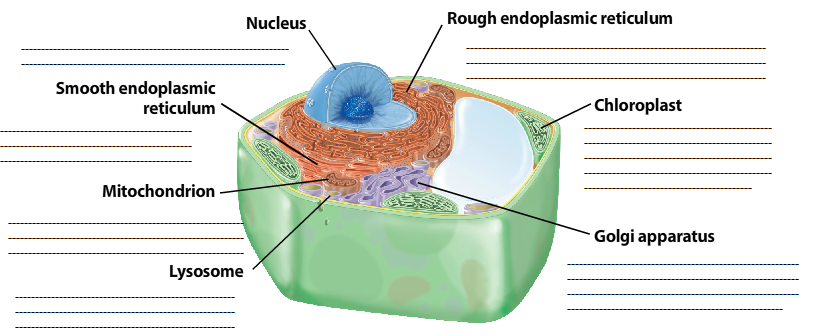 Nucleus
Rough endoplasmic reticulum
Smooth endoplasmic
reticulum
Chloroplast
Mitochondrion
Golgi apparatus
Lysosome